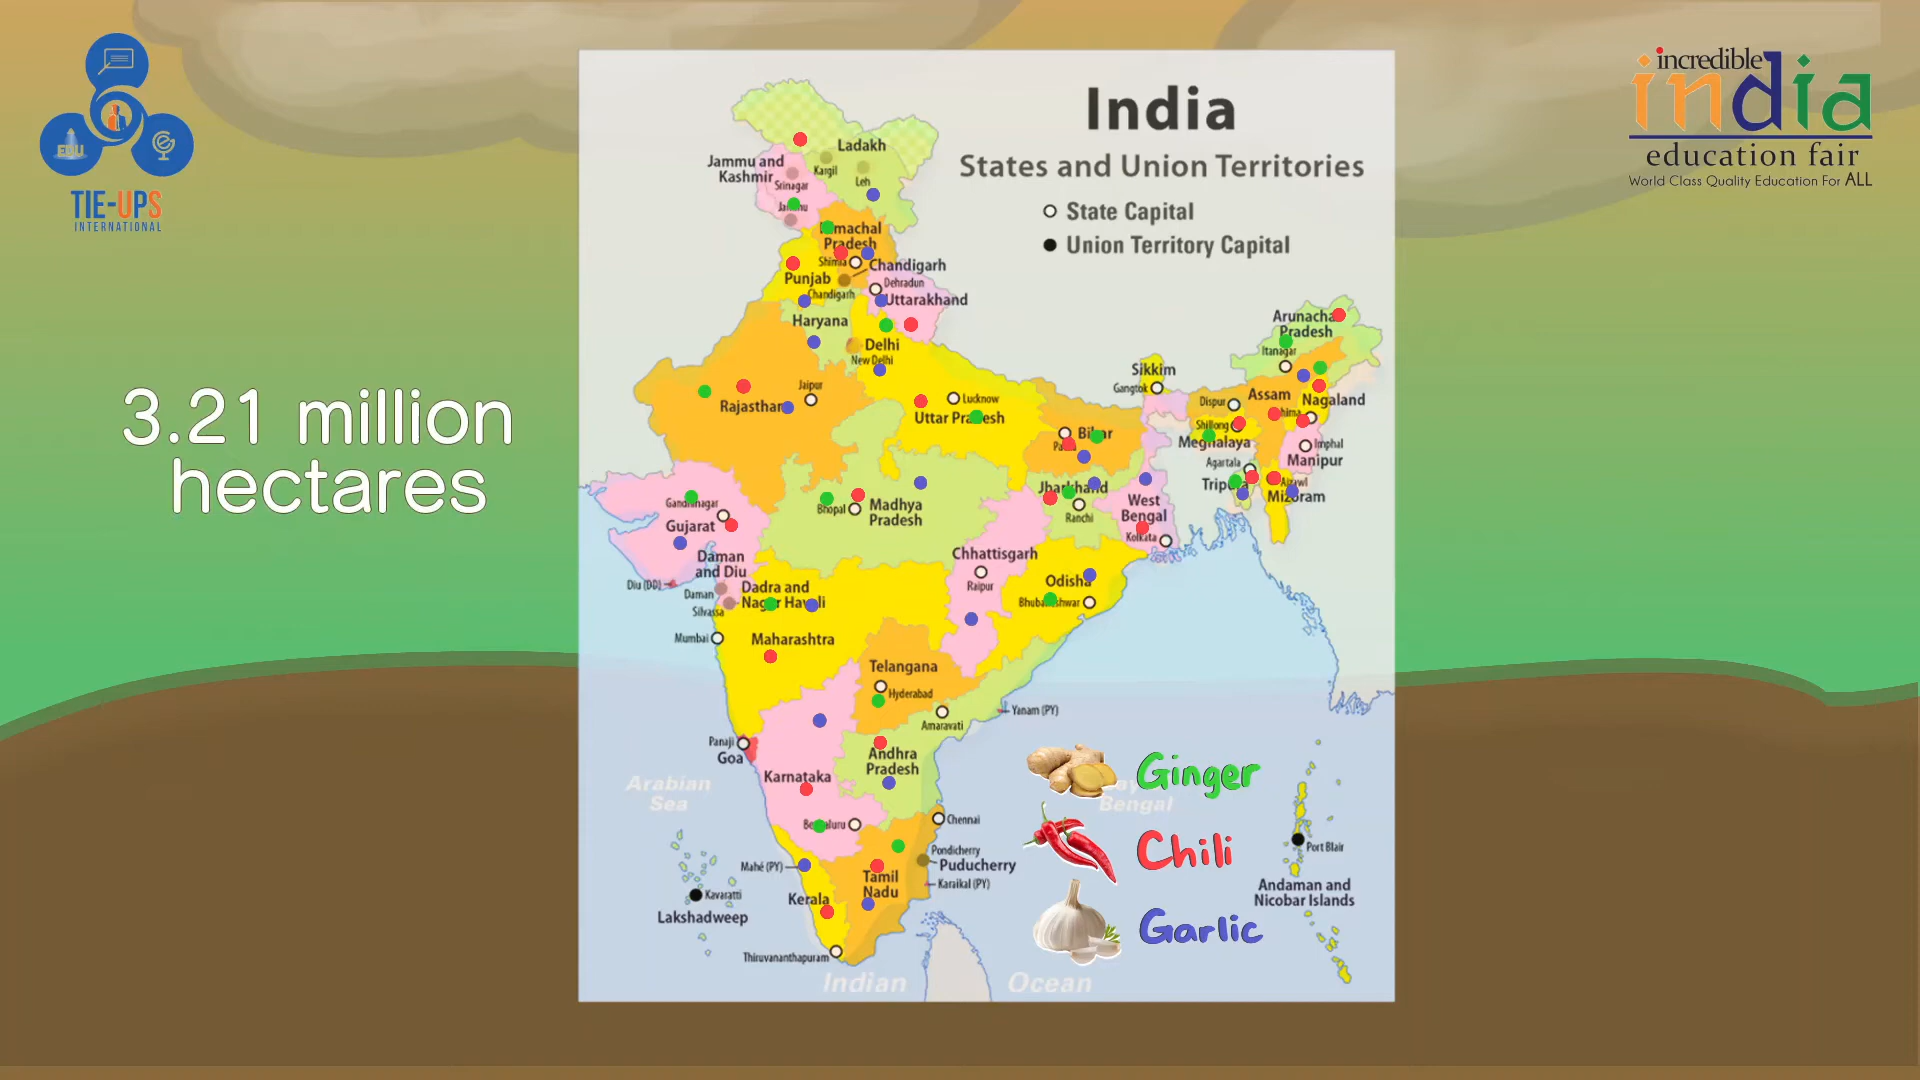 TIE-UPS
INTERNATIONAL
incredible
india
education fair
World Class Quality Education For ALL
3.21 million
hectares
India
States and Union Territories
State Capital
Union Territory Capital
Ladakh
Jammu and
Kashmir
Kargil
Srinagar
Leh
Pradesh
Shimla
Chandigarh
Punjab
Dehradun
Chandigarh
Uttarakhand
Haryana
Delhi
New Delhi
Jaipur
Rajasthan
Lucknow
Uttar Pradesh
Sikkim
Gangtok
Arunachal
Pradesh
Itanagar
Dispur
Assam
Nagaland
Shillong
Meghalaya
Imphal
Manipur
Agartala
Tripura
Aizawl
Mizoram
Bihar
Patna
Jharkhand
Ranchi
West
Bengal
Kolkata
Gandhinagar
Gujarat
Bhopal
Madhya
Pradesh
Daman
and Diu
Diu (DD)
Daman
Silvassa
Dadra and
Nagar Haveli
Chhattisgarh
Raipur
Odisha
Bhubaneshwar
Mumbai
Maharashtra
Telangana
Hyderabad
Amaravati
Yanam (PY)
Panaji
Goa
Karnataka
Andhra
Pradesh
Arabian
Sea
Bengal
Ginger
Chili
Garlic
Bengaluru
Chennai
Pondicherry
Puducherry
Karaikal (PY)
Mahé (PY)
Kerala
Tamil
Nadu
Kavaratti
Lakshadweep
Thiruvananthapuram
Port Blair
Andaman and
Nicobar Islands
Indian Ocean